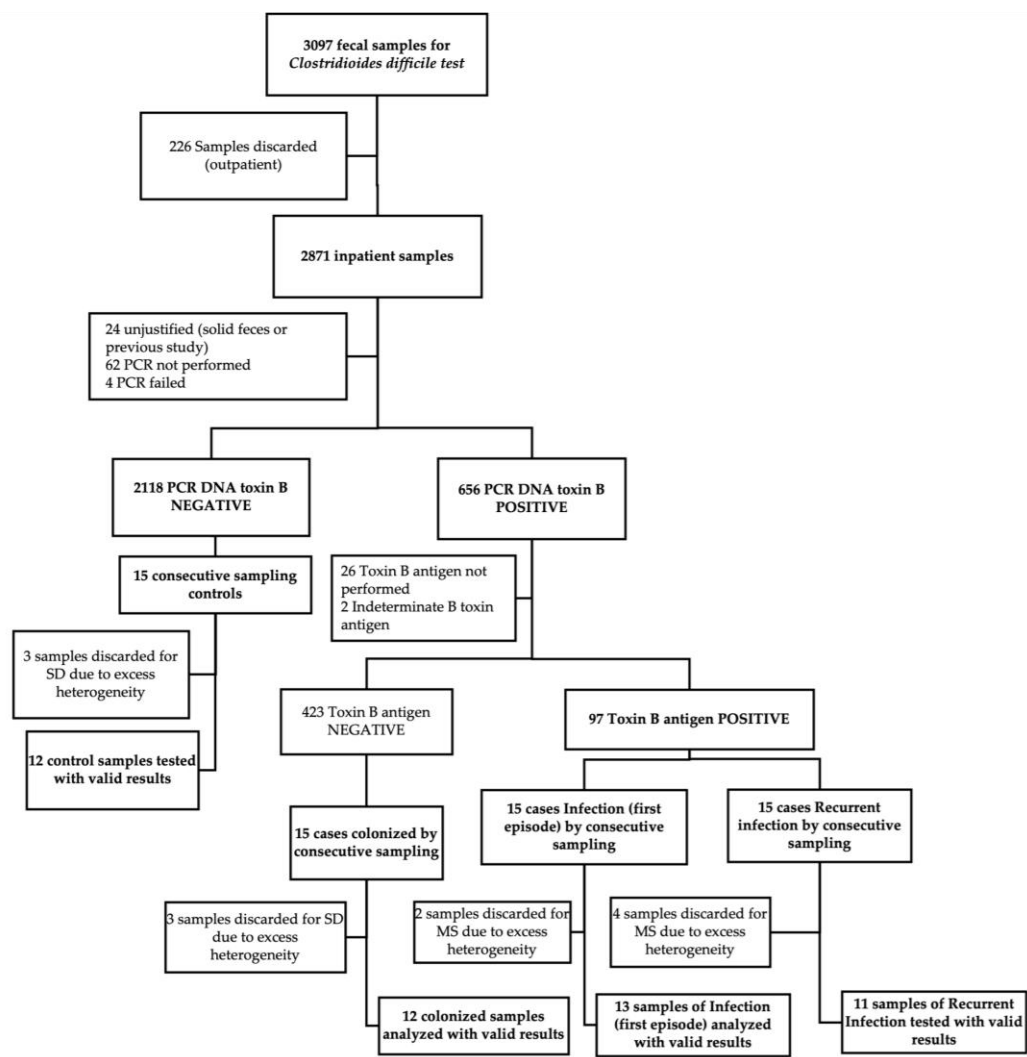 3097 fecal samples for
Clostridioides difficile test
226 Samples discarded
(outpatient)
2871 inpatient samples
24 unjustified (solid feces or
previous study)
62 PCR not performed
4 PCR failed
2118 PCR DNA toxin B
NEGATIVE
656 PCR DNA toxin B
POSITIVE
15 consecutive sampling
controls
26 Toxin B antigen not
performed
2 Indeterminate B toxin
antigen
3 samples discarded for
SD due to excess
heterogeneity
423 Toxin B antigen
NEGATIVE
97 Toxin B antigen POSITIVE
12 control samples tested
with valid results
15 cases colonized by
consecutive sampling
15 cases Infection (first
episode) by consecutive
sampling
15 cases Recurrent
infection by consecutive
sampling
3 samples discarded for SD
due to excess
heterogeneity
2 samples discarded for
MS due to excess
heterogeneity
4 samples discarded for
MS due to excess
heterogeneity
12 colonized samples
analyzed with valid results
13 samples of Infection
(first episode) analyzed
with valid results
11 samples of Recurrent
Infection tested with valid
results